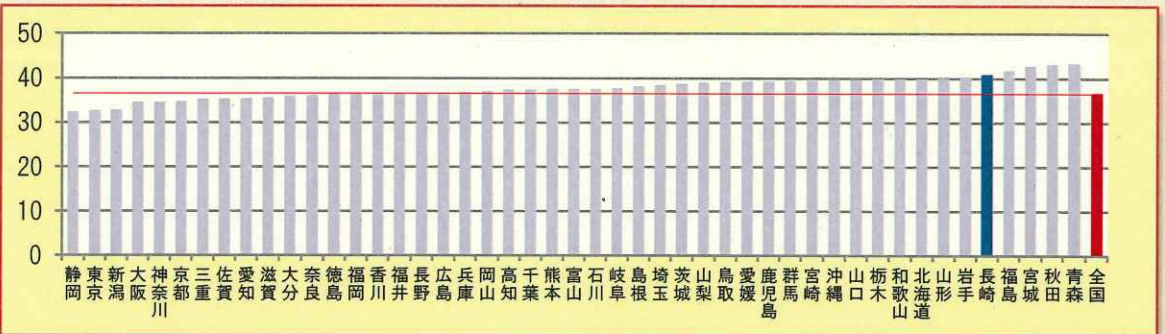 50
40
30
20
10
0
静岡
東京
新潟
大阪
神奈川
京都
三重
佐賀
愛知
滋賀
大分
奈良
徳島
福岡
香川
福井
長野
広島
兵庫
岡山
高知
千葉
熊本
富山
石川
岐阜
島根
埼玉
茨城
山梨
鳥取
愛媛
鹿児島
群馬
宮崎
沖縄
山口
栃木
和歌山
北海道
山形
岩手
長崎
福島
宮城
秋田
青森
全国